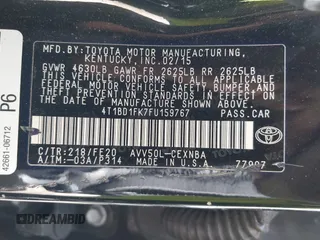 MFD.BY:TOYOTA MOTOR MANUFACTURING,
KENTUCKY, INC. 02/15
GVWR 4630LB GAWR FR 2625LB RR 2625LB
THIS VEHICLE CONFORMS TO ALL APPLICABLE
FEDERAL MOTOR VEHICLE SAFETY, BUMPER, AND
THEFT PREVENTION STANDARDS IN EFFECT ON
THE DATE OF MANUFACTURE SHOWN ABOVE.
4T1BD1FK7FU159767
PASS. CAR
C/TR:218/FE20 AVV50L-CEXNBA
A/TM:-03A/P314 MADE IN U.S.A.
TOYOTA
P6
42661-06712
DREAMBID